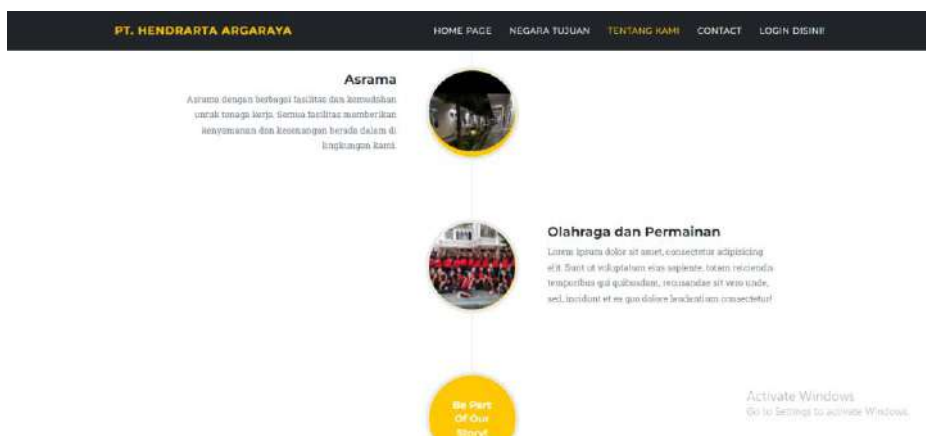 PT. HENDRARTA ARGARAYA
HOME PAGE NEGARA TUJUAN TENTANG KAMI CONTACT LOGIN DISINI!
Asrama
Asrama dengan berbagai fasilitas dan kemudahan
untuk tenaga kerja. Semua fasilitas memberikan
kenyamanan dan kesenangan berada dalam di
lingkungan kami.
Olahraga dan Permainan
Lorem ipsum dolor sit amet, consectetur adipisicing
elit. Sunt ut voluptatum eius sapiente, totam reiciendis
temporibus qui quibusdam, recusandae sit vero unde,
sed, incidunt et ea quo dolore laudantium consectetur!
Be Part
Of Our
Story!
Activate Windows
Go to Settings to activate Windows.